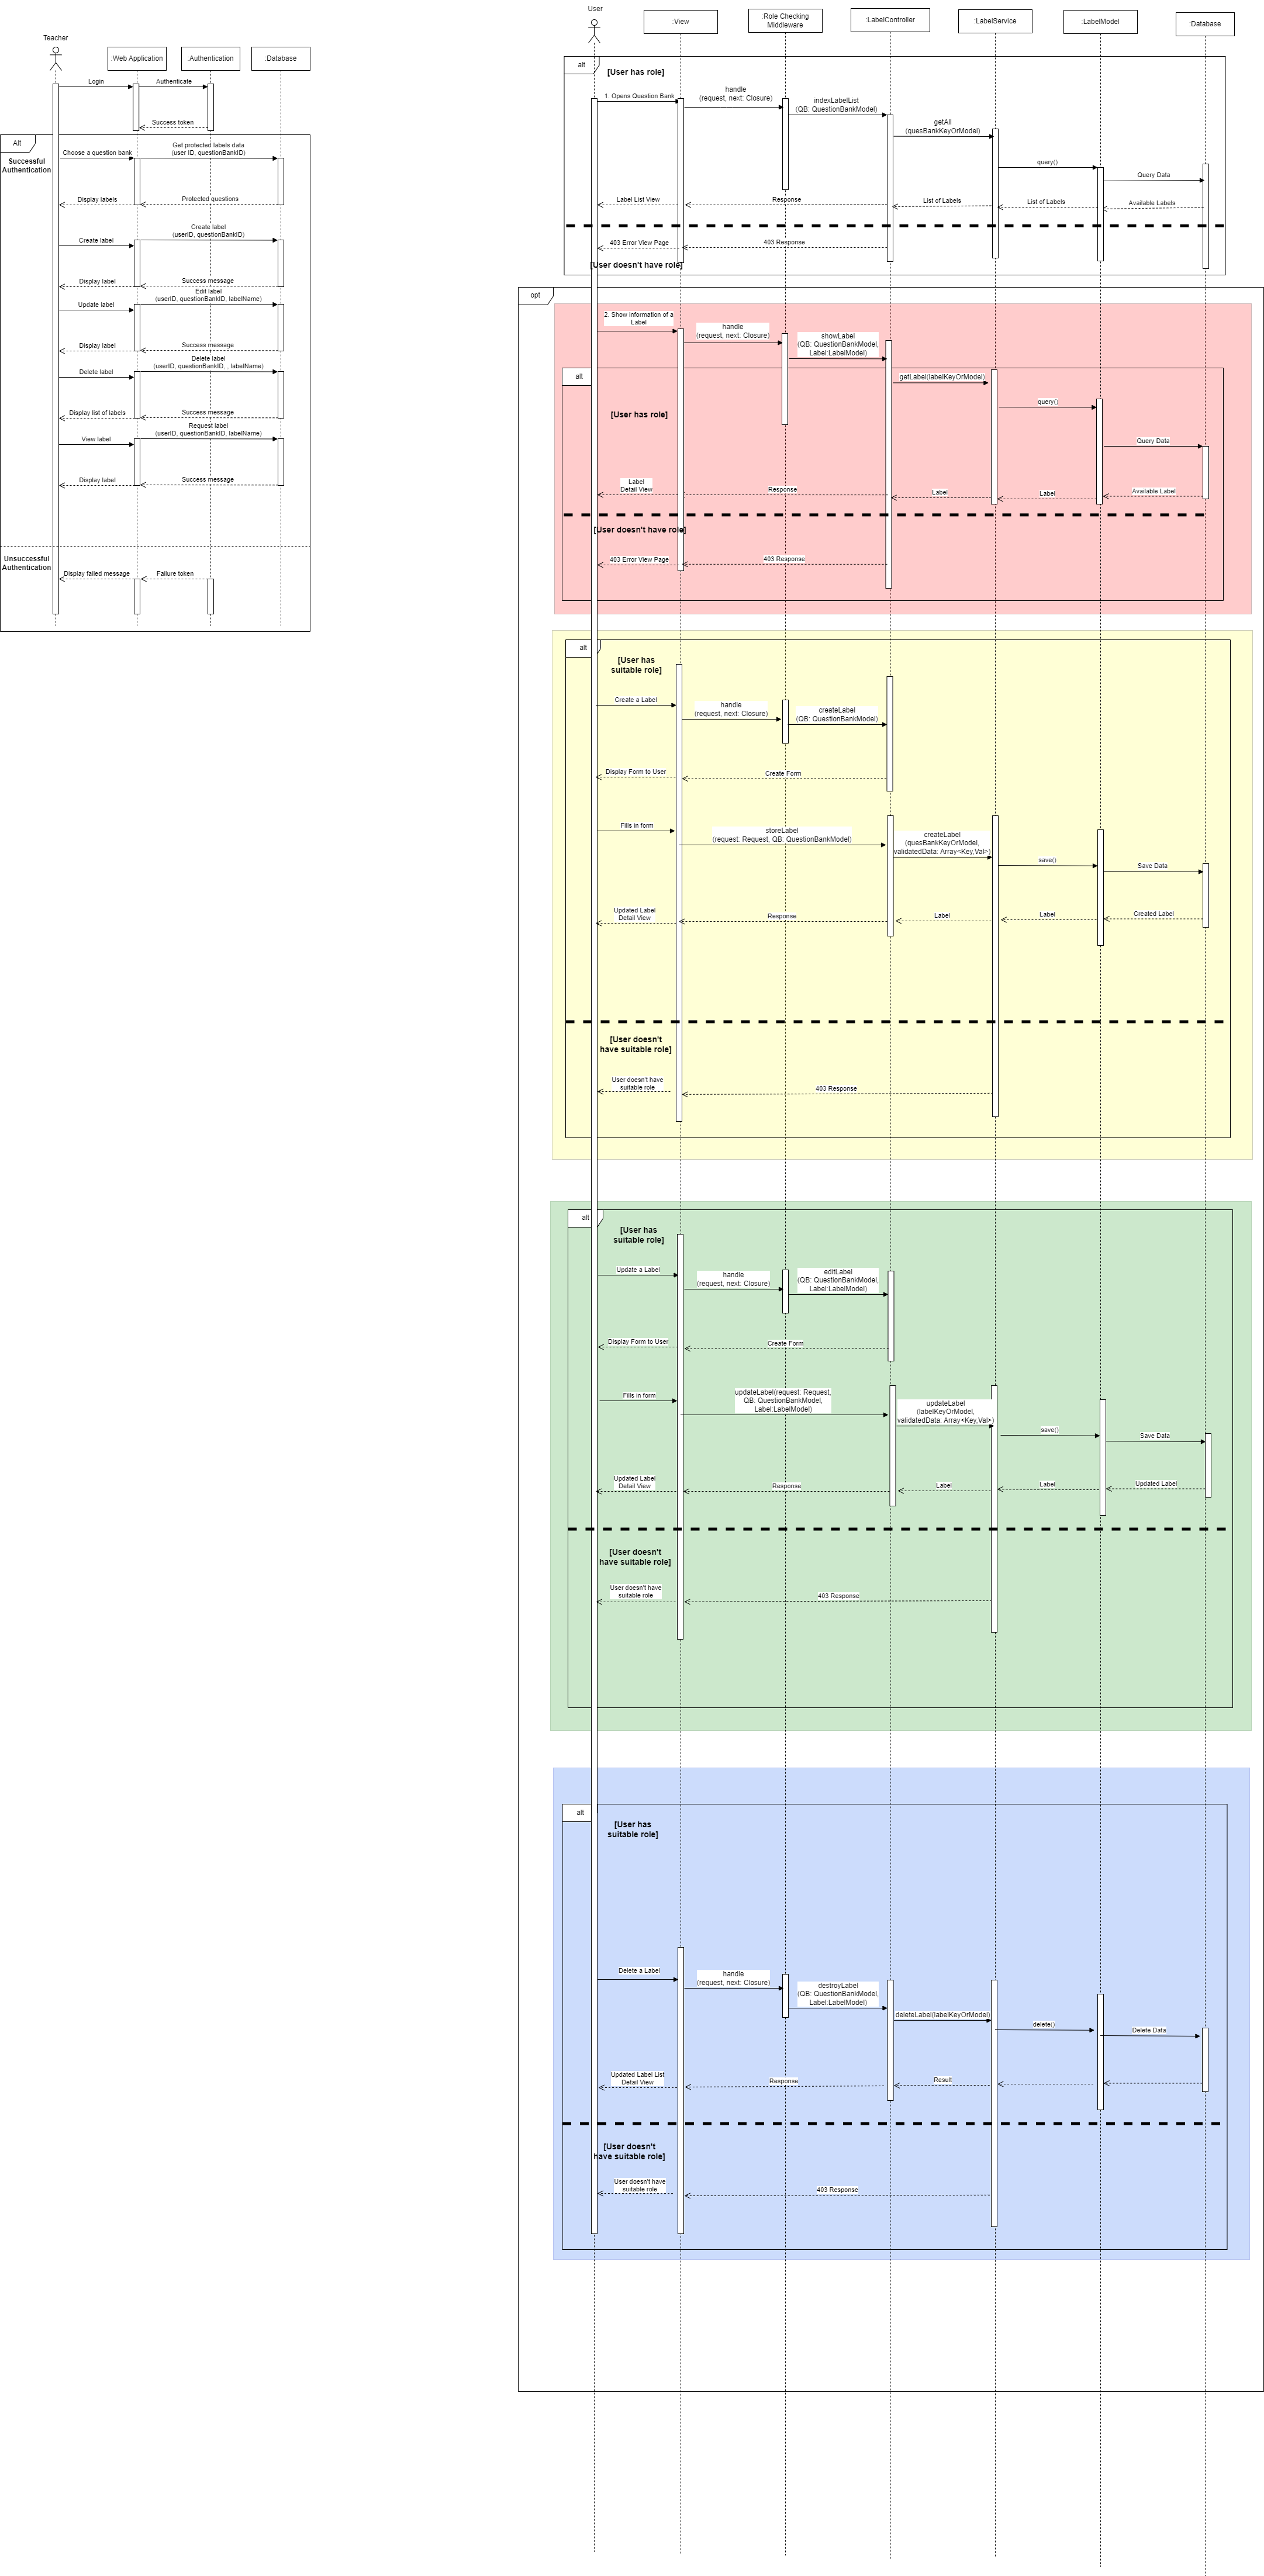 Teacher
:Web Application
:Authentication
:Database
Login
Authenticate
Success token
Alt
Successful
Authentication
Choose a question bank
Get protected labels data
(user ID, questionBankID)
Display labels
Protected questions
Create label
(userID, questionBankID)
Create label
Display label
Success message
Edit label
(userID, questionBankID, labelName)
Update label
Display label
Success message
Delete label
(userID, questionBankID, , labelName)
Delete label
Display list of labels
Success message
Request label
(userID, questionBankID, labelName)
View label
Display label
Success message
Unsuccessful
Authentication
Display failed message
Failure token
User
:View
:Role Checking
Middleware
:LabelController
:LabelService
:LabelModel
:Database
alt
[User has role]
1. Opens Question Bank
handle
(request, next: Closure)
indexLabelList
(QB: QuestionBankModel)
getAll
(quesBankKeyOrModel)
query()
Query Data
Label List View
Response
List of Labels
List of Labels
Available Labels
403 Error View Page
403 Response
[User doesn't have role]
opt
2. Show information of a
Label
handle
(request, next: Closure)
showLabel
(QB: QuestionBankModel,
Label:LabelModel)
alt
getLabel(labelKeyOrModel)
[User has role]
query()
Query Data
Label
Detail View
Response
Label
Label
Available Label
[User doesn't have role]
403 Error View Page
403 Response
alt
[User has
suitable role]
Create a Label
handle
(request, next: Closure)
createLabel
(QB: QuestionBankModel)
Display Form to User
Create Form
Fills in form
storeLabel
(request: Request, QB: QuestionBankModel)
createLabel
(quesBankKeyOrModel,
validatedData: Array<Key,Val>)
save()
Save Data
Updated Label
Detail View
Response
Label
Label
Created Label
[User doesn't
have suitable role]
User doesn't have
suitable role
403 Response
alt
[User has
suitable role]
Update a Label
handle
(request, next: Closure)
editLabel
(QB: QuestionBankModel,
Label:LabelModel)
Display Form to User
Create Form
Fills in form
updateLabel(request: Request,
QB: QuestionBankModel,
Label:LabelModel)
updateLabel
(labelKeyOrModel,
validatedData: Array<Key,Val>)
save()
Save Data
Updated Label
Detail View
Response
Label
Label
Updated Label
[User doesn't
have suitable role]
User doesn't have
suitable role
403 Response
alt
[User has
suitable role]
Delete a Label
handle
(request, next: Closure)
destroyLabel
(QB: QuestionBankModel,
Label:LabelModel)
deleteLabel(labelKeyOrModel)
delete()
Delete Data
Updated Label List
Detail View
Response
Result
[User doesn't
have suitable role]
User doesn't have
suitable role
403 Response